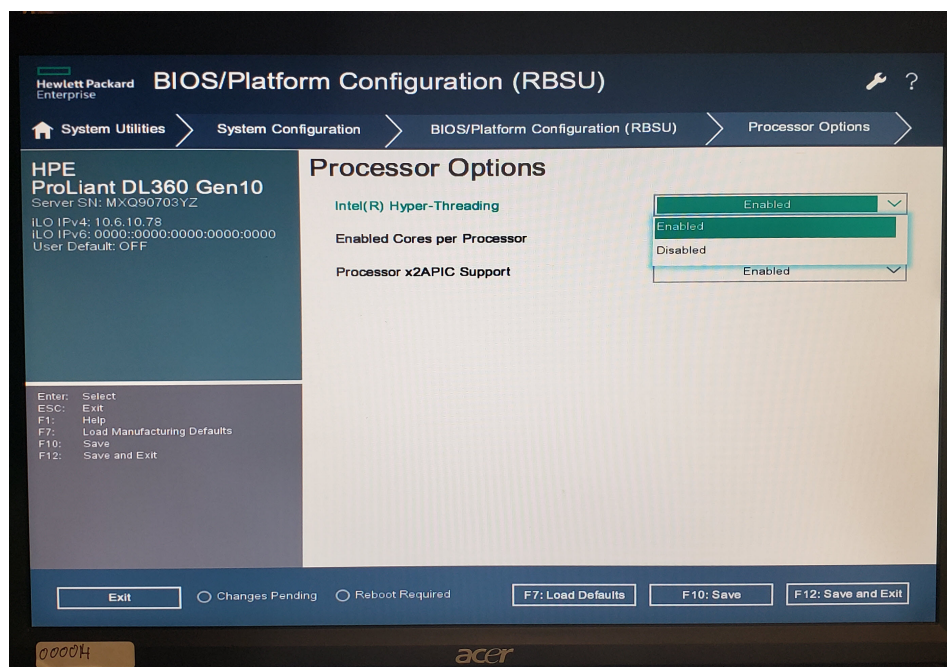 Hewlett Packard
Enterprise
BIOS/Platform Configuration (RBSU)
?
System Utilities
System Configuration
BIOS/Platform Configuration (RBSU)
Processor Options
HPE
ProLiant DL360 Gen10
Server SN: MXQ90703YZ
iLO IPv4: 10.6.10.78
iLO IPv6: 0000::0000:0000:0000:0000
User Default: OFF
Processor Options
Intel(R) Hyper-Threading
Enabled
Enabled
Disabled
Enabled Cores per Processor
Processor x2APIC Support
Enabled
Enter: Select
ESC: Exit
F1: Help
F7: Load Manufacturing Defaults
F10: Save
F12: Save and Exit
Exit
Changes Pending
Reboot Required
F7: Load Defaults
F10: Save
F12: Save and Exit
acer